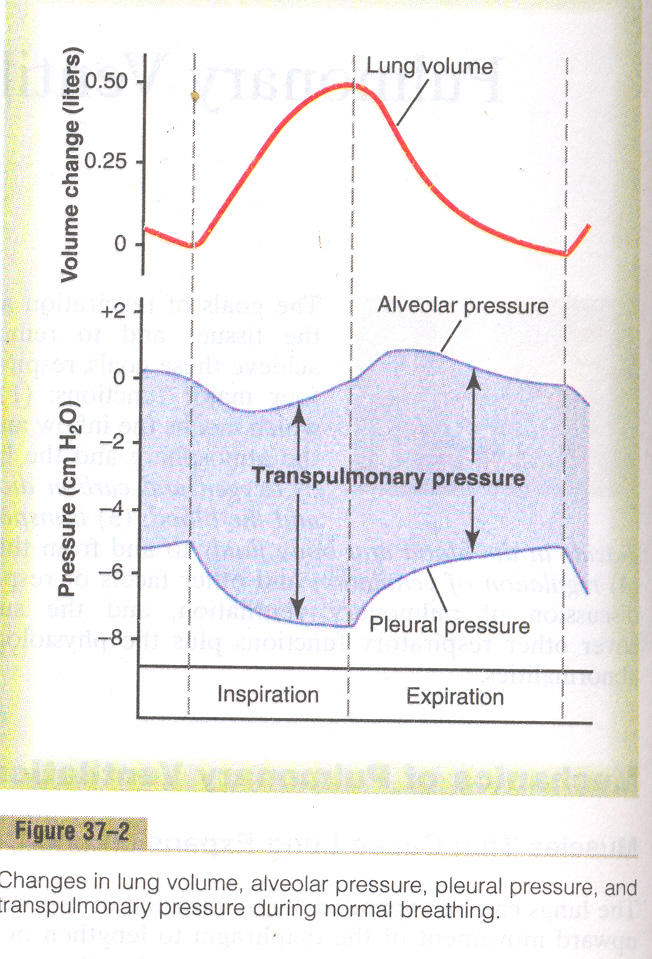 Lung volume
Volume change (liters)
0.50
0.25
0
Alveolar pressure
Pressure (cm H₂O)
+2
0
−2
Transpulmonary pressure
−4
−6
Pleural pressure
−8
Inspiration
Expiration
Figure 37–2
Changes in lung volume, alveolar pressure, pleural pressure, and
transpulmonary pressure during normal breathing.